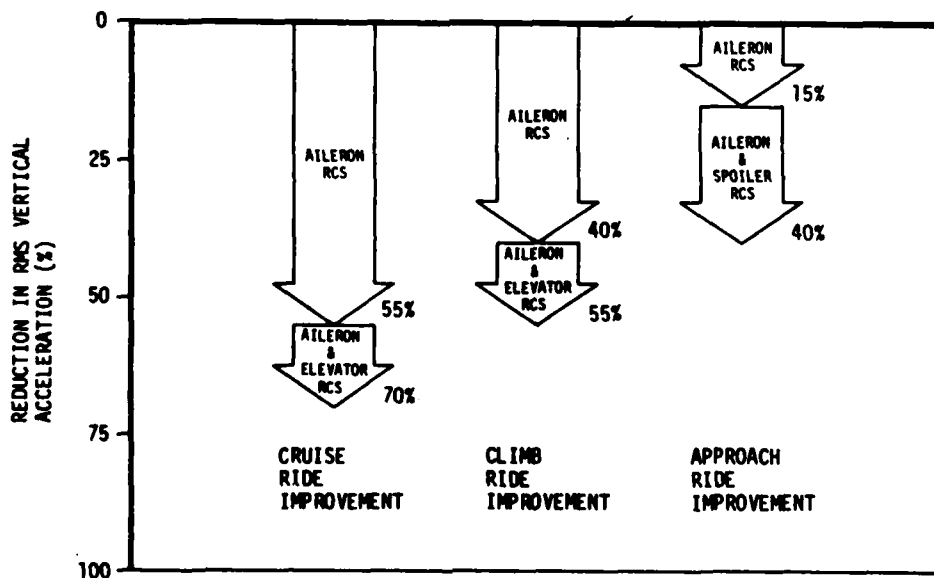 REDUCTION IN RMS VERTICAL
ACCELERATION (%)
0
25
50
75
100
AILERON
RCS
55%
AILERON
&
ELEVATOR
RCS
70%
AILERON
RCS
40%
AILERON
&
ELEVATOR
RCS
55%
AILERON
RCS
15%
AILERON
&
SPOILER
RCS
40%
CRUISE
RIDE
IMPROVEMENT
CLIMB
RIDE
IMPROVEMENT
APPROACH
RIDE
IMPROVEMENT